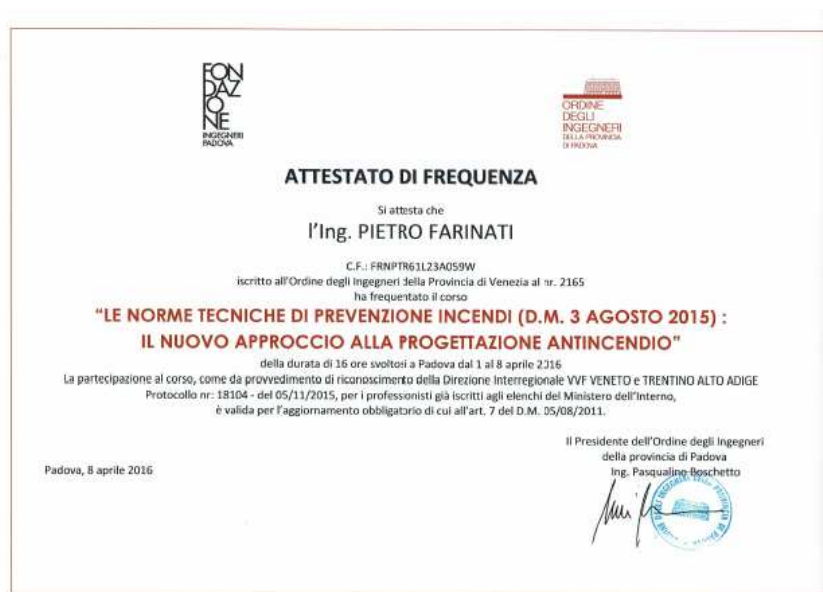 FON
DAZ
IO
NE
INGEGNERI
PADOVA
ORDINE
DEGLI
INGEGNERI
DELLA PROVINCIA
DI PADOVA
ATTESTATO DI FREQUENZA
Si attesta che
l'Ing. PIETRO FARINATI
C.F.: FRNPTR61L23A059W
iscritto all'Ordine degli Ingegneri della Provincia di Venezia al nr. 2165
ha frequentato il corso
"LE NORME TECNICHE DI PREVENZIONE INCENDI (D.M. 3 AGOSTO 2015) :
IL NUOVO APPROCCIO ALLA PROGETTAZIONE ANTINCENDIO"
della durata di 16 ore svoltosi a Padova dal 1 al 8 aprile 2016
La partecipazione al corso, come da provvedimento di riconoscimento della Direzione Interregionale VVF VENETO e TRENTINO ALTO ADIGE
Protocollo nr: 18104 - del 05/11/2015, per i professionisti già iscritti agli elenchi del Ministero dell'Interno,
è valida per l'aggiornamento obbligatorio di cui all'art. 7 del D.M. 05/08/2011.
Il Presidente dell'Ordine degli Ingegneri
della provincia di Padova
Ing. Pasqualino Boschetto
Padova, 8 aprile 2016